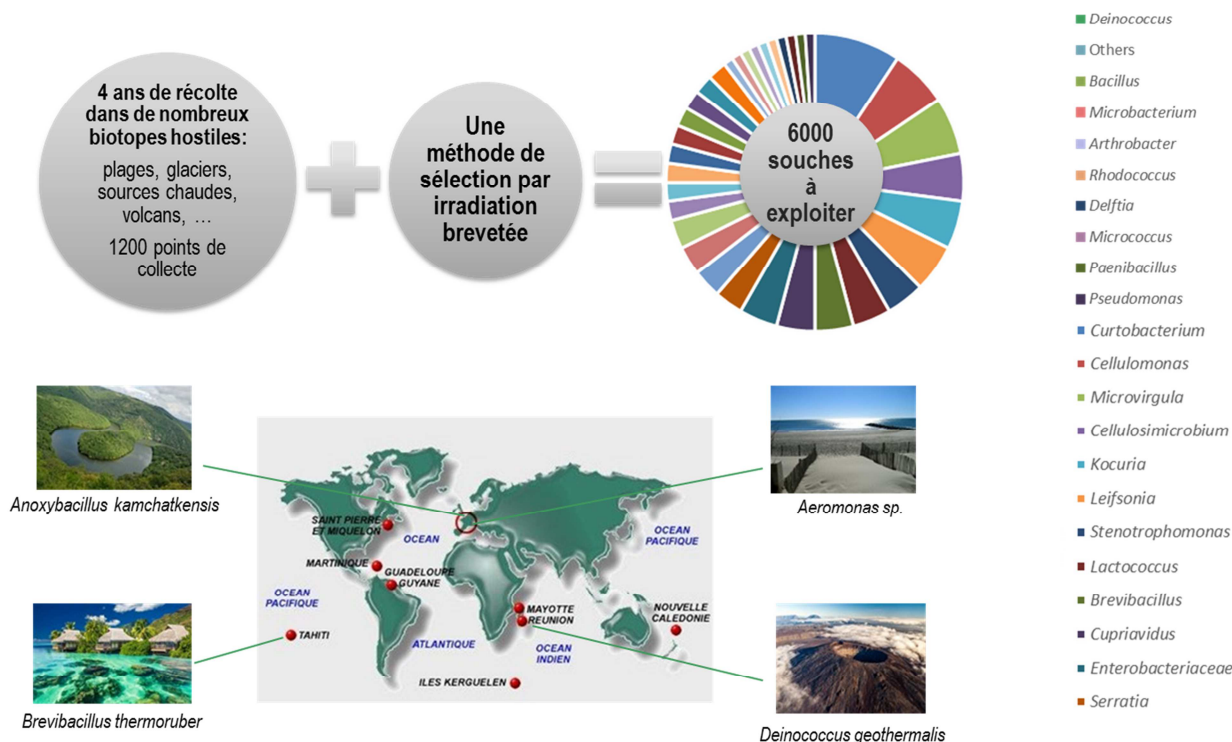 4 ans de récolte
dans de nombreux
biotopes hostiles:
plages, glaciers,
sources chaudes,
volcans, …
1200 points de
collecte
Une
méthode de
sélection par
irradiation
brevetée
6000
souches
à
exploiter
Deinococcus
Others
Bacillus
Microbacterium
Arthrobacter
Rhodococcus
Delftia
Micrococcus
Paenibacillus
Pseudomonas
Curtobacterium
Cellulomonas
Microvirgula
Cellulosimicrobium
Kocuria
Leifsonia
Stenotrophomonas
Lactococcus
Brevibacillus
Cupriavidus
Enterobacteriaceae
Serratia
Anoxybacillus kamchatkensis
Aeromonas sp.
SAINT PIERRE
ET MIQUELON
OCEAN
OCEAN
PACIFIQUE
MARTINIQUE
GUADELOUPE
GUYANE
OCEAN
PACIFIQUE
TAHITI
ATLANTIQUE
MAYOTTE
REUNION
NOUVELLE
CALEDONIE
OCEAN
INDIEN
ILES KERGUELEN
Brevibacillus thermoruber
Deinococcus geothermalis